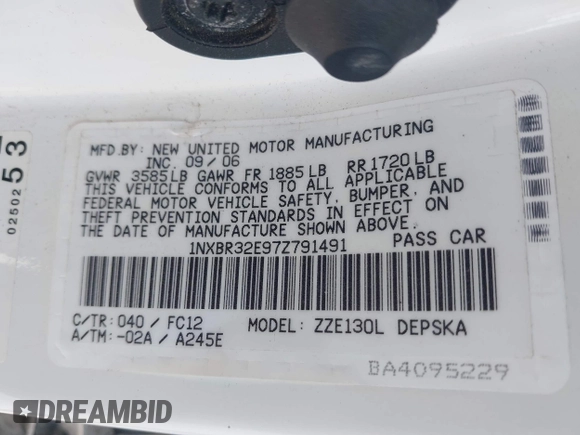 MFD.BY: NEW UNITED MOTOR MANUFACTURING
INC. 09/06
GVWR 3585LB GAWR FR 1885LB RR1720LB
THIS VEHICLE CONFORMS TO ALL APPLICABLE
FEDERAL MOTOR VEHICLE SAFETY, BUMPER, AND
THEFT PREVENTION STANDARDS IN EFFECT ON
THE DATE OF MANUFACTURE SHOWN ABOVE.
1NXBR32E97Z791491 PASS CAR
C/TR: 040 / FC12 MODEL: ZZE130L DEPSKA
A/TM:-02A / A245E
BA4095229
53
02502
DREAMBID